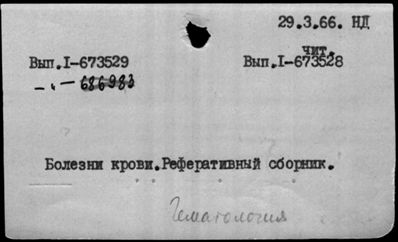 29.3.66. НД
чит.
Вып.I-673529 Вып.I-673528
-„- 686983
Болезни крови.Реферативный сборник.
Гематология